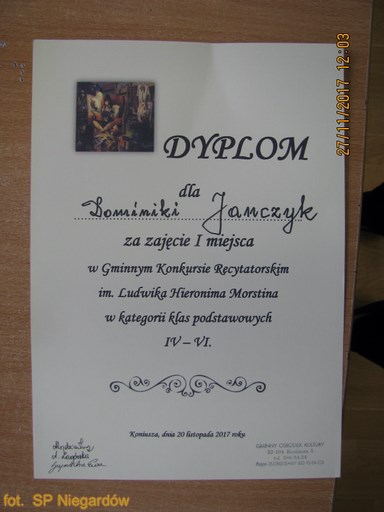 27/11/2017 12:03
DYPLOM
dla
Dominiki Janczyk
za zajęcie I miejsca
w Gminnym Konkursie Recytatorskim
im. Ludwika Hieronima Morstina
w kategorii klas podstawowych
IV – VI.
Koniusza, dnia 20 listopada 2017 roku
GMINNY OŚRODEK KULTURY
fot. SP Niegardów